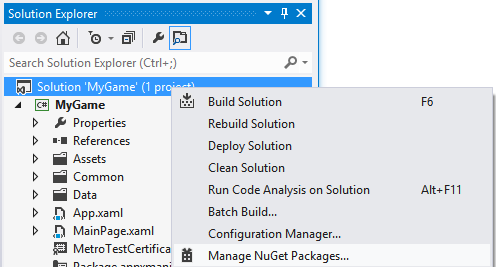 Solution Explorer
Search Solution Explorer (Ctrl+;)
Solution 'MyGame' (1 project)
C# MyGame
Properties
References
Assets
Common
Data
App.xaml
MainPage.xaml
MetroTestCertifica
Package.appxmani
Build Solution F6
Rebuild Solution
Deploy Solution
Clean Solution
Run Code Analysis on Solution Alt+F11
Batch Build...
Configuration Manager...
Manage NuGet Packages...